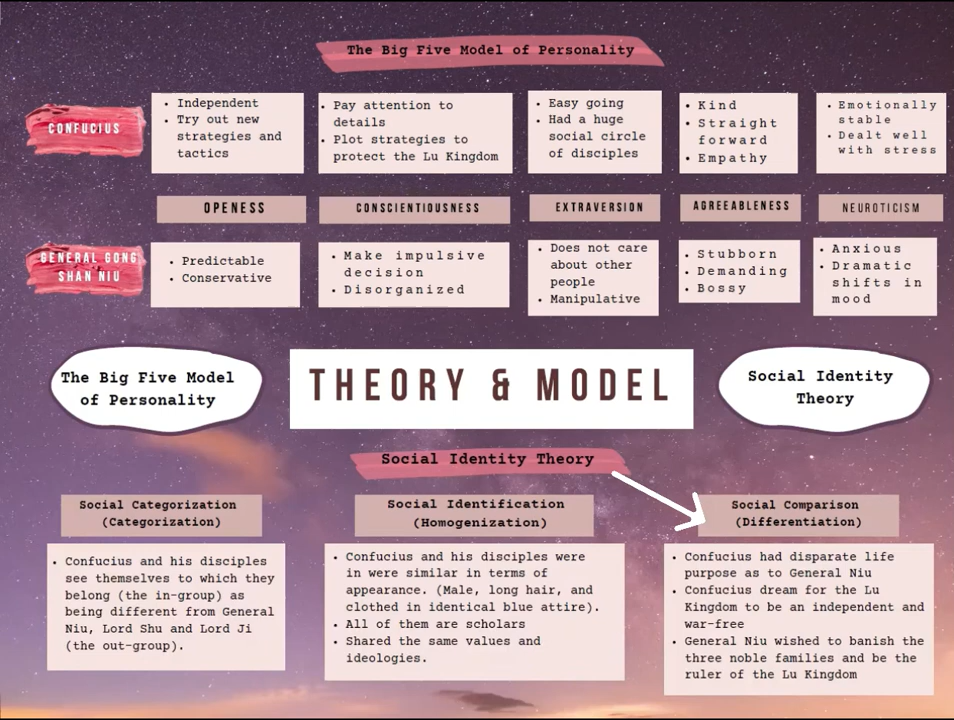 The Big Five Model of Personality
CONFUCIUS
• Independent
• Try out new
strategies and
tactics
• Pay attention to
details
• Plot strategies to
protect the Lu Kingdom
• Easy going
• Had a huge
social circle
of disciples
• Kind
• Straight
forward
• Empathy
• Emotionally
stable
• Dealt well
with stress
OPENESS
CONSCIENTIOUSNESS
EXTRAVERSION
AGREEABLENESS
NEUROTICISM
GENERAL GONG
SHAN NIU
• Predictable
• Conservative
• Make impulsive
decision
• Disorganized
• Does not care
about other
people
• Manipulative
• Stubborn
• Demanding
• Bossy
• Anxious
• Dramatic
shifts in
mood
The Big Five Model
of Personality
THEORY & MODEL
Social Identity
Theory
Social Identity Theory
Social Categorization
(Categorization)
• Confucius and his disciples
see themselves to which they
belong (the in-group) as
being different from General
Niu, Lord Shu and Lord Ji
(the out-group).
Social Identification
(Homogenization)
• Confucius and his disciples were
in were similar in terms of
appearance. (Male, long hair, and
clothed in identical blue attire).
• All of them are scholars
• Shared the same values and
ideologies.
Social Comparison
(Differentiation)
• Confucius had disparate life
purpose as to General Niu
• Confucius dream for the Lu
Kingdom to be an independent and
war-free
• General Niu wished to banish the
three noble families and be the
ruler of the Lu Kingdom